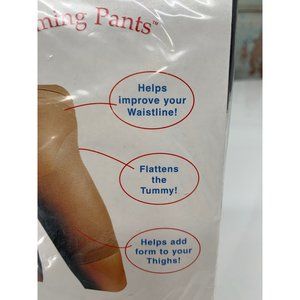 ming Pants™
Helps
improve your
Waistline!
Flattens
the
Tummy!
Helps add
form to your
Thighs!